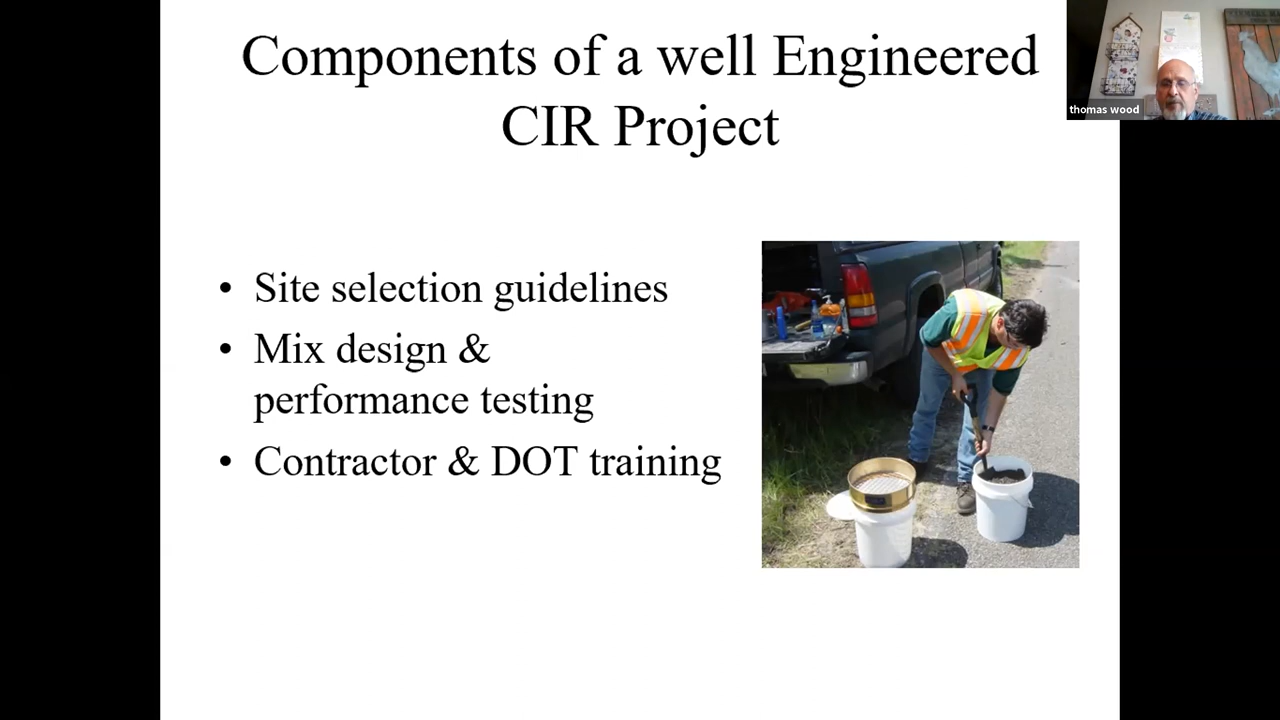 Components of a well Engineered
CIR Project
thomas wood
• Site selection guidelines
• Mix design &
performance testing
• Contractor & DOT training